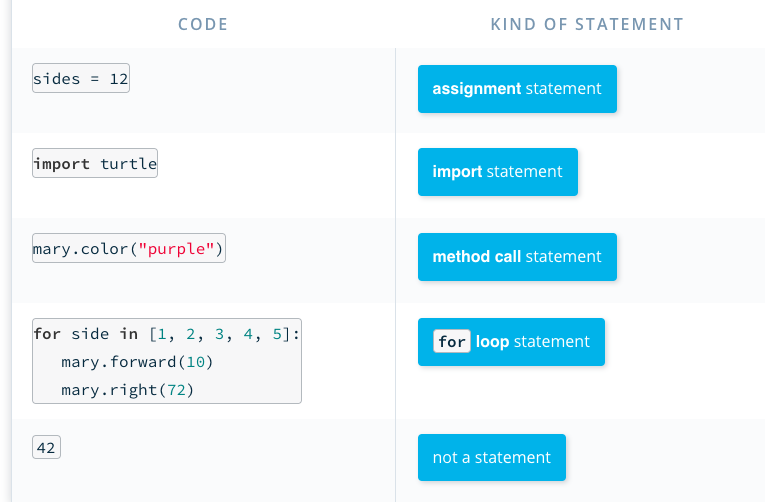 CODE KIND OF STATEMENT
sides = 12 assignment statement
import turtle import statement
mary.color("purple") method call statement
for side in [1, 2, 3, 4, 5]: for loop statement
mary.forward(10)
mary.right(72)
42 not a statement